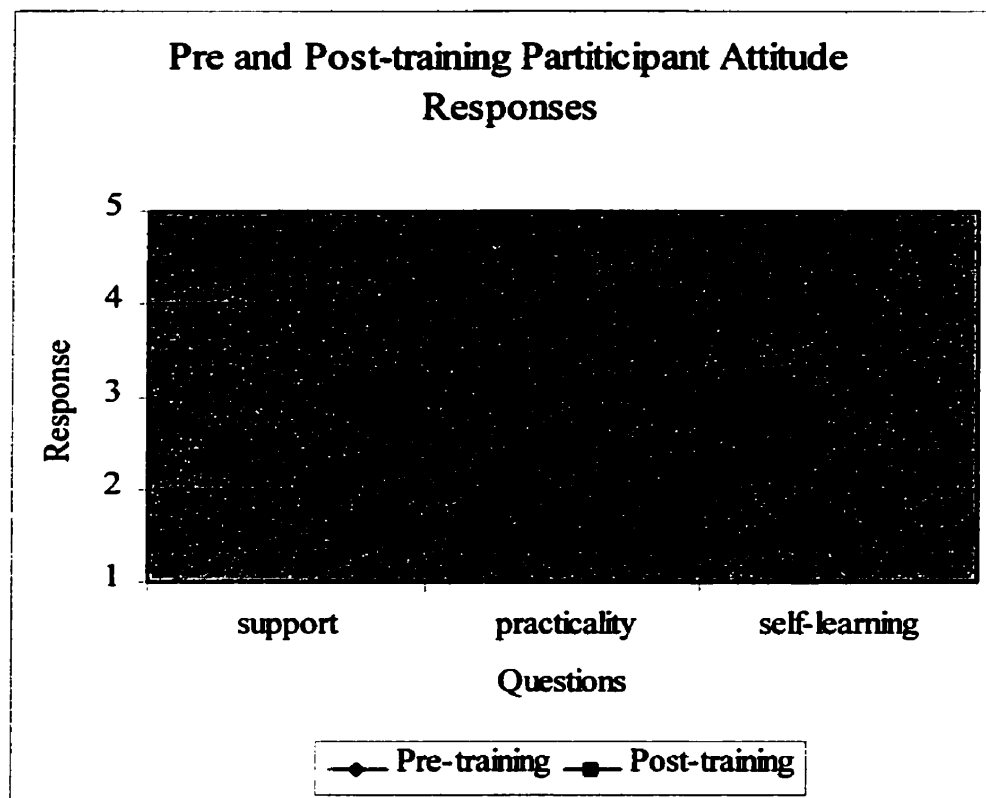 Pre and Post-training Partiticipant Attitude
Responses
5
4
3
2
1
Response
support practicality self-learning
Questions
Pre-training Post-training